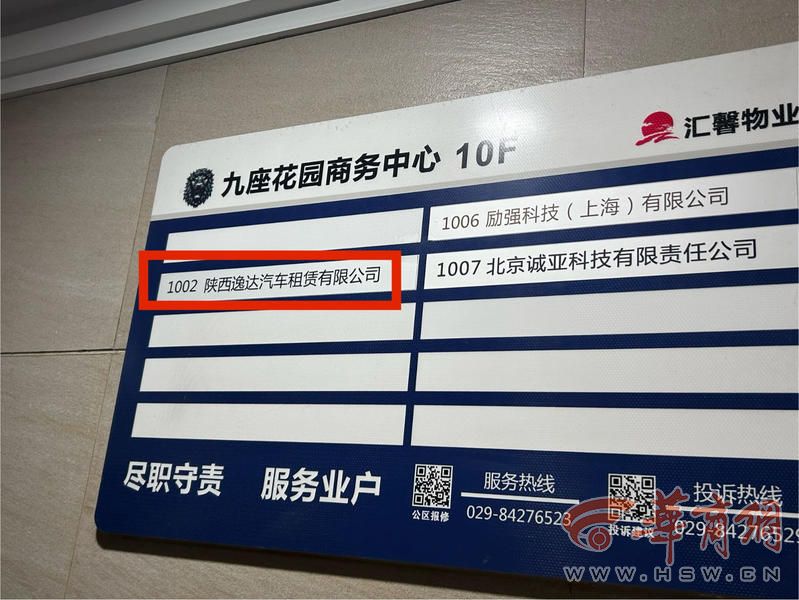 九座花园商务中心 10F
汇馨物业
1006 励强科技（上海）有限公司
1002 陕西逸达汽车租赁有限公司
1007 北京诚亚科技有限责任公司
尽职守责 服务业户
公区报修
服务热线
029-84276523
投诉建议
投诉热线
029-84276529
华商网
WWW.HSW.CN